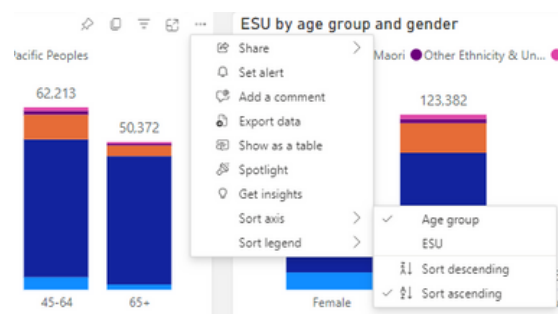 ESU by age group and gender
acific Peoples
Maori Other Ethnicity & Un...
62,213
50,372
123,382
45-64
65+
Female
Share
Set alert
Add a comment
Export data
Show as a table
Spotlight
Get insights
Sort axis
Sort legend
Age group
ESU
Sort descending
Sort ascending